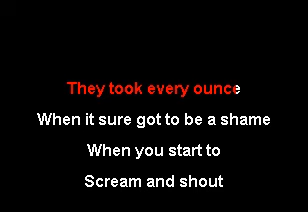 They took every ounce
When it sure got to be a shame
When you start to
Scream and shout